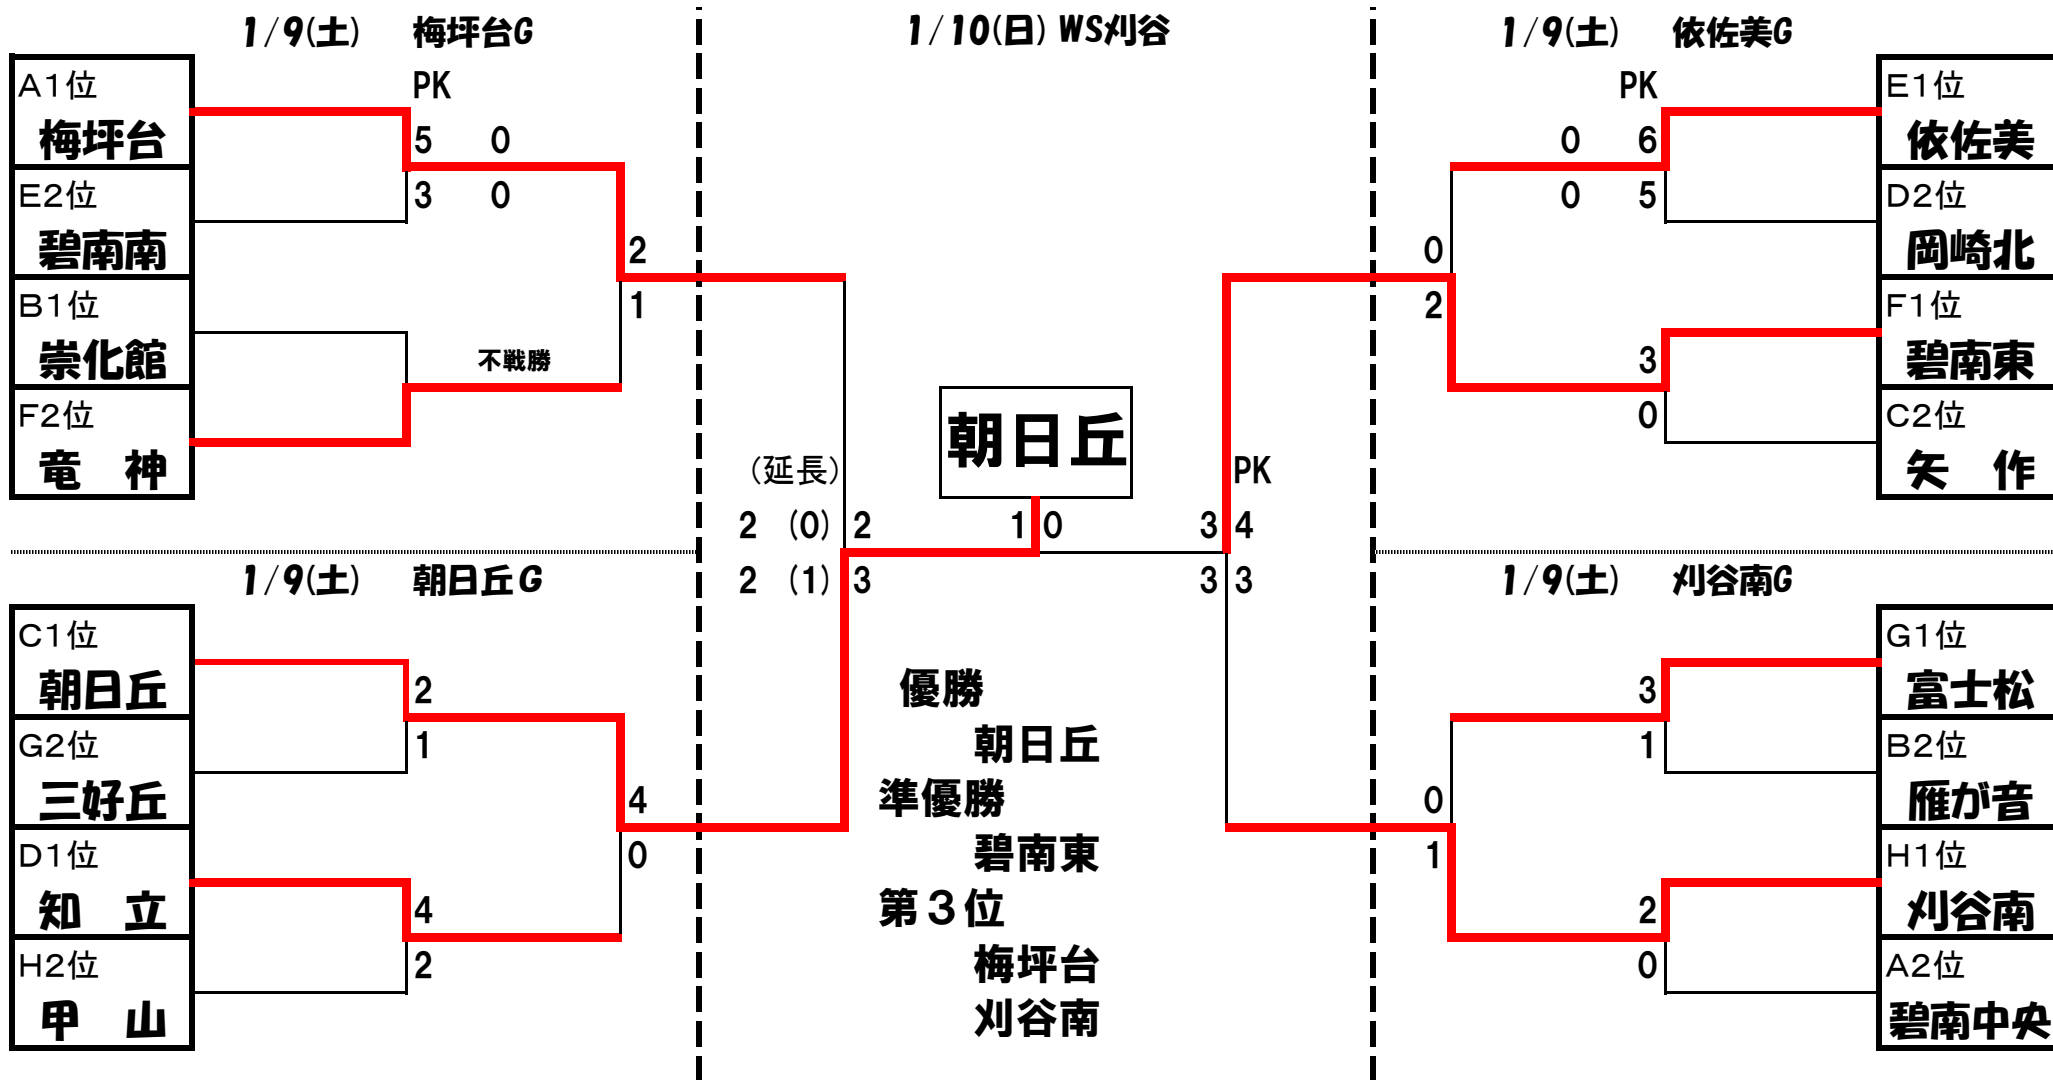 1/9(土) 梅坪台G
A1位
梅坪台
E2位
碧南南
B1位
崇化館
F2位
竜 神
PK
5 0
3 0
不戦勝
2
1
1/9(土) 朝日丘G
C1位
朝日丘
G2位
三好丘
D1位
知 立
H2位
甲 山
2
1
4
2
4
0
1/10(日) WS刈谷
(延長)
2 (0) 2
2 (1) 3
朝日丘
1 0
PK
3 4
3 3
優勝
朝日丘
準優勝
碧南東
第3位
梅坪台
刈谷南
1/9(土) 依佐美G
PK
0 6
0 5
0
2
3
0
E1位
依佐美
D2位
岡崎北
F1位
碧南東
C2位
矢 作
1/9(土) 刈谷南G
3
1
0
1
2
0
G1位
富士松
B2位
雁が音
H1位
刈谷南
A2位
碧南中央